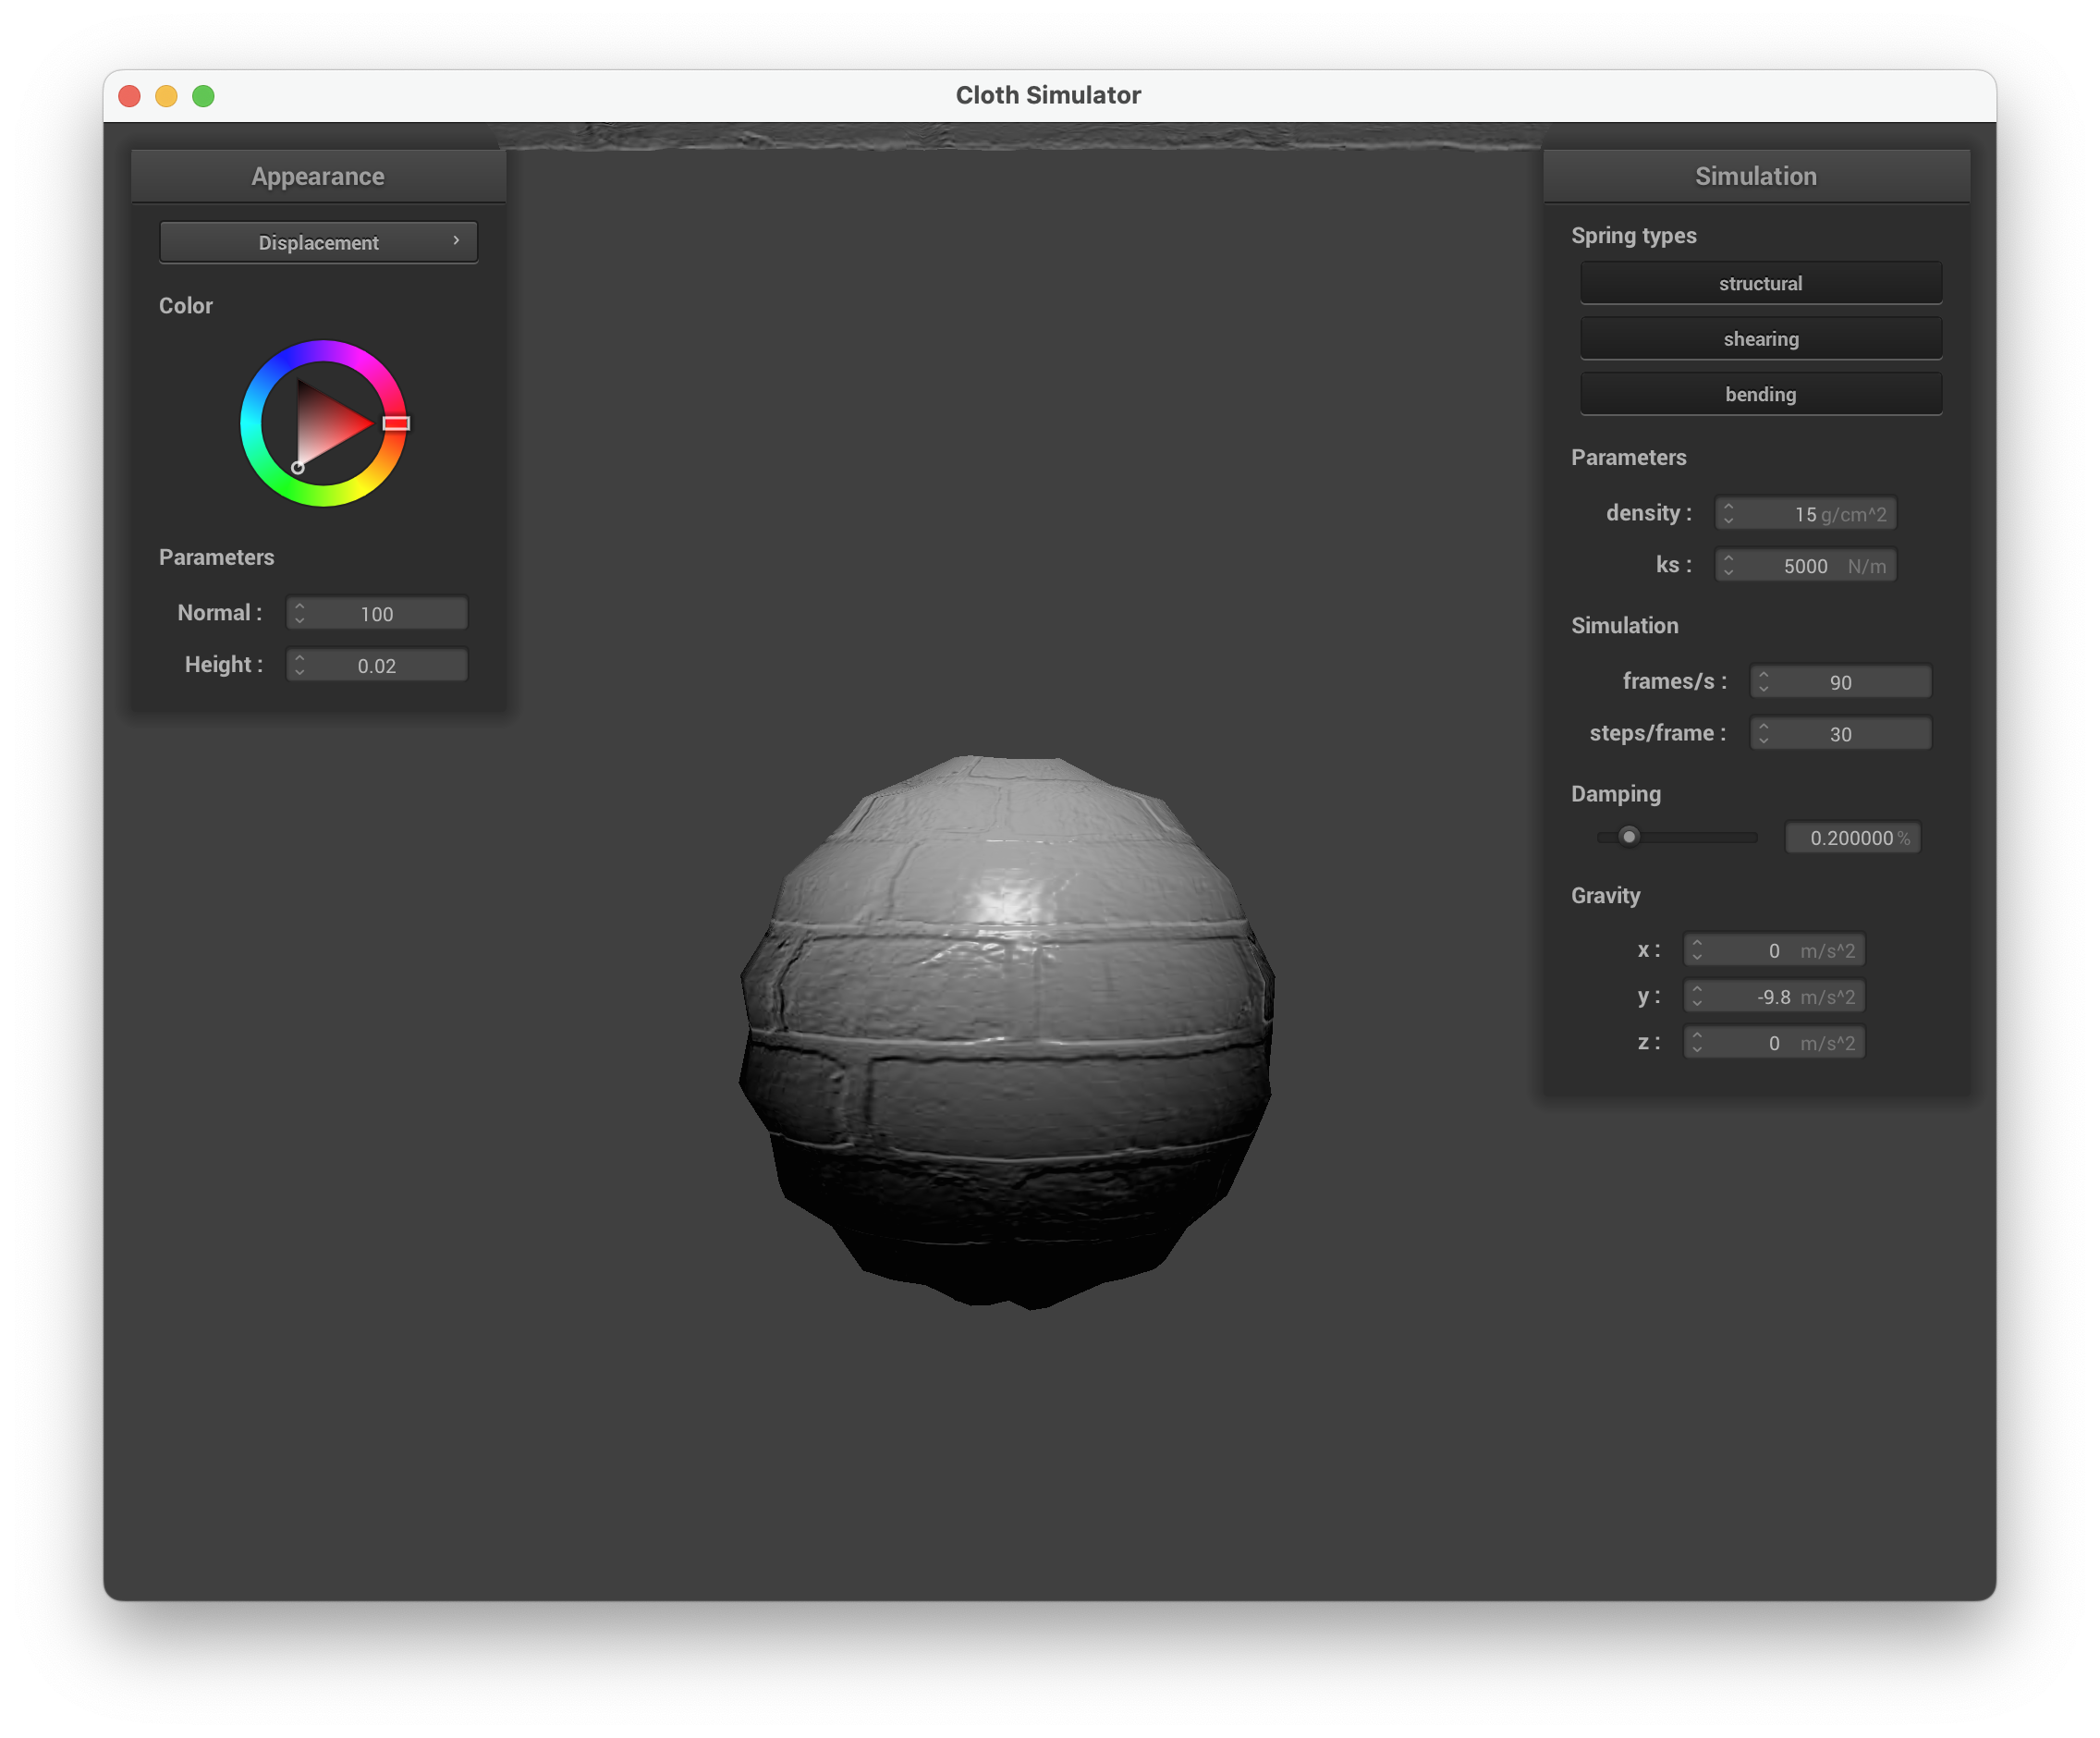 Cloth Simulator
Appearance
Displacement
Color
Parameters
Normal : 100
Height : 0.02
Simulation
Spring types
structural
shearing
bending
Parameters
density : 15 g/cm^2
ks : 5000 N/m
Simulation
frames/s : 90
steps/frame : 30
Damping
0.200000 %
Gravity
x : 0 m/s^2
y : -9.8 m/s^2
z : 0 m/s^2